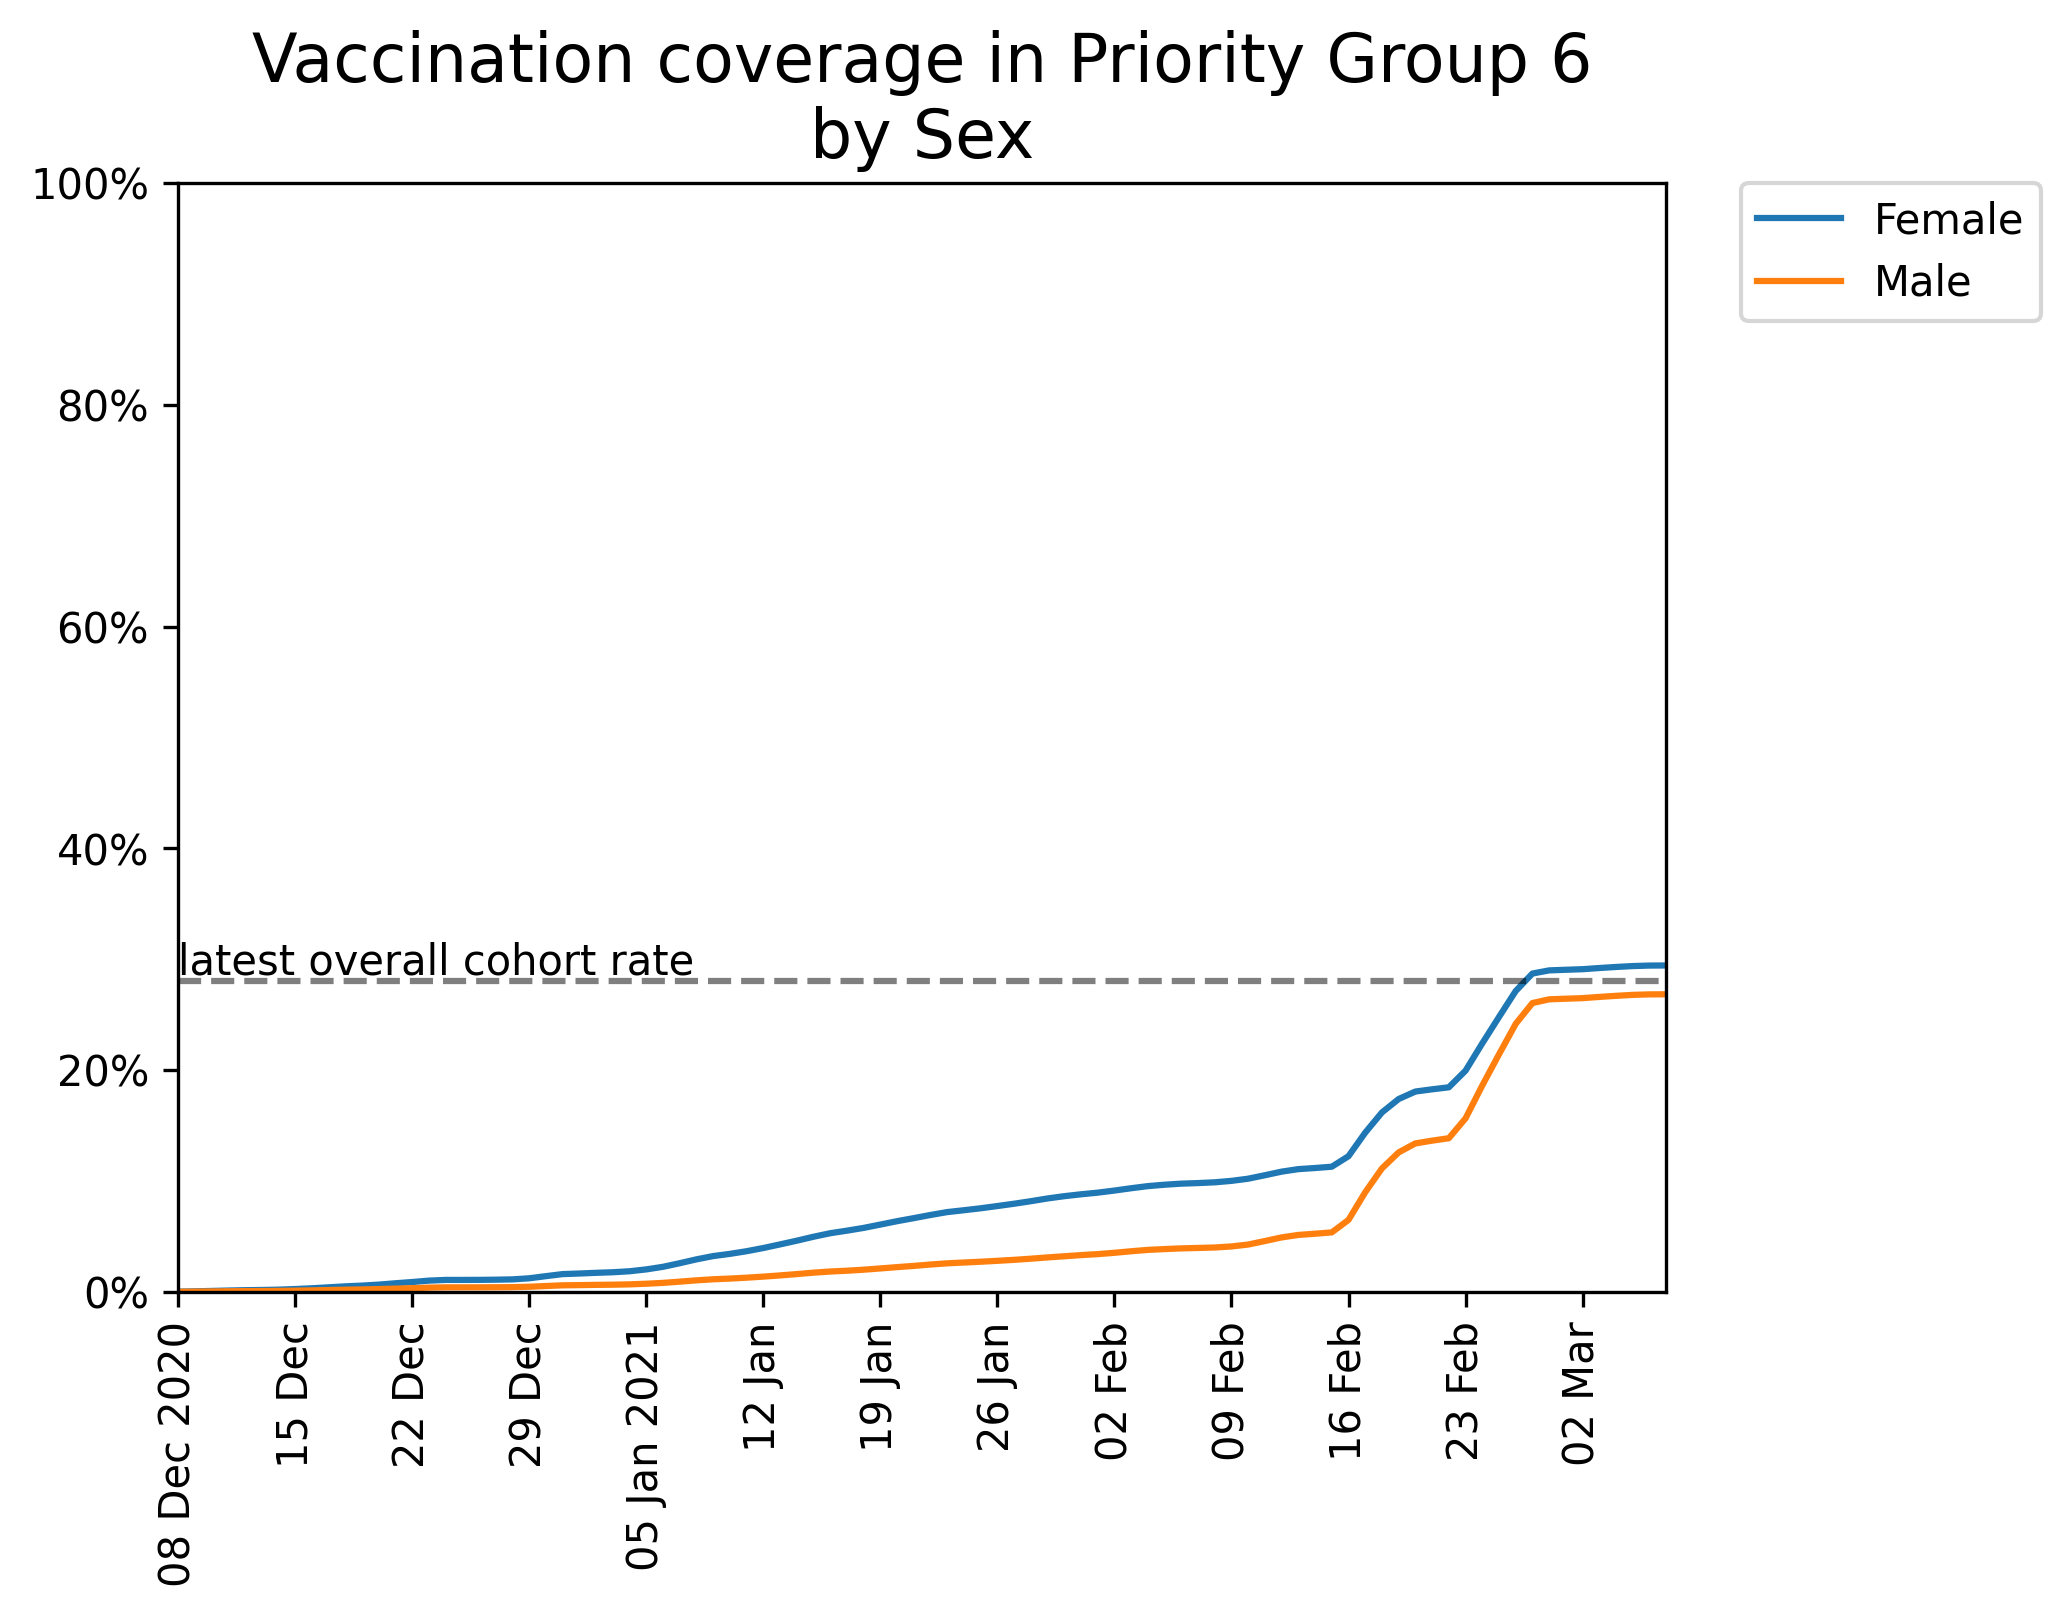 Vaccination coverage in Priority Group 6
by Sex
100%
80%
60%
40%
20%
0%
latest overall cohort rate
Female
Male
08 Dec 2020
15 Dec
22 Dec
29 Dec
05 Jan 2021
12 Jan
19 Jan
26 Jan
02 Feb
09 Feb
16 Feb
23 Feb
02 Mar